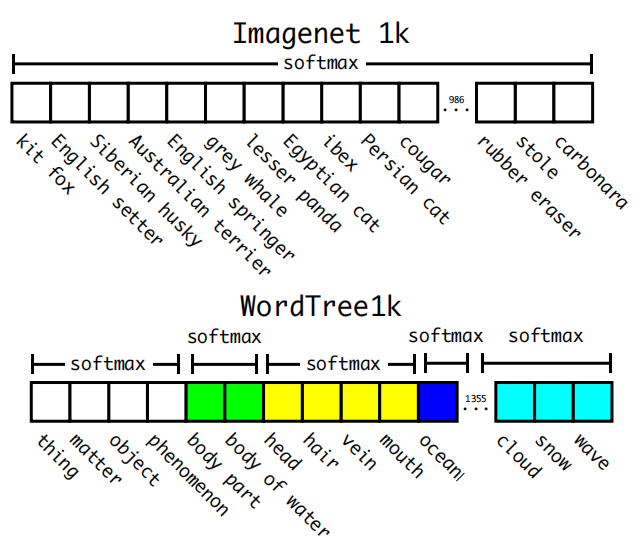 Imagenet 1k
softmax
...986
kit fox
English setter
Siberian husky
Australian terrier
English springer
grey whale
lesser panda
Egyptian cat
ibex
Persian cat
cougar
rubber eraser
stole
carbonara
WordTree1k
softmax
softmax
softmax
softmax
softmax
...1355
thing
matter
object
phenomenon
body part
body of water
head
hair
vein
mouth
ocean
cloud
snow
wave